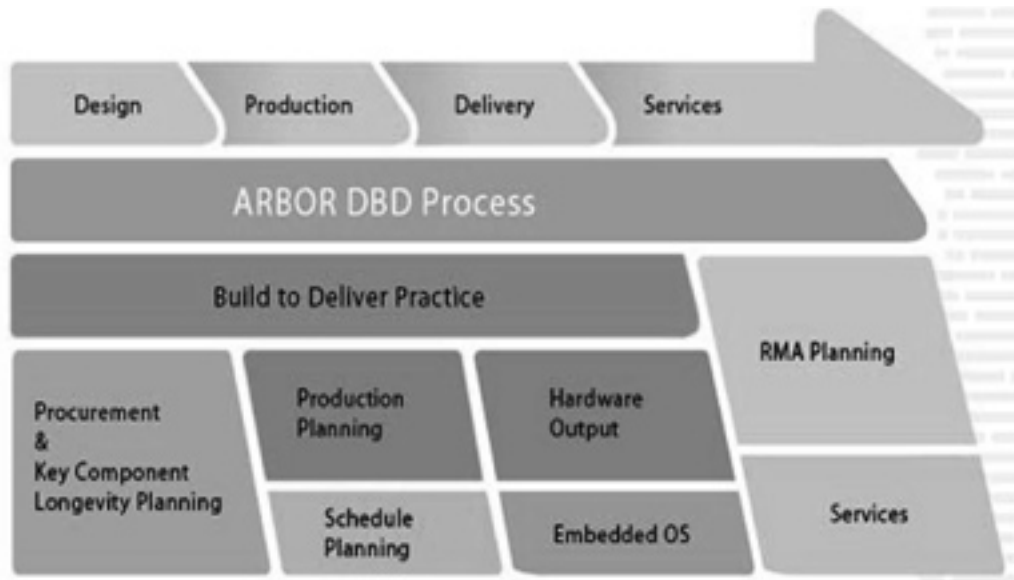 Design
Production
Delivery
Services
ARBOR DBD Process
Build to Deliver Practice
RMA Planning
Procurement
&
Key Component
Longevity Planning
Production
Planning
Hardware
Output
Schedule
Planning
Embedded OS
Services